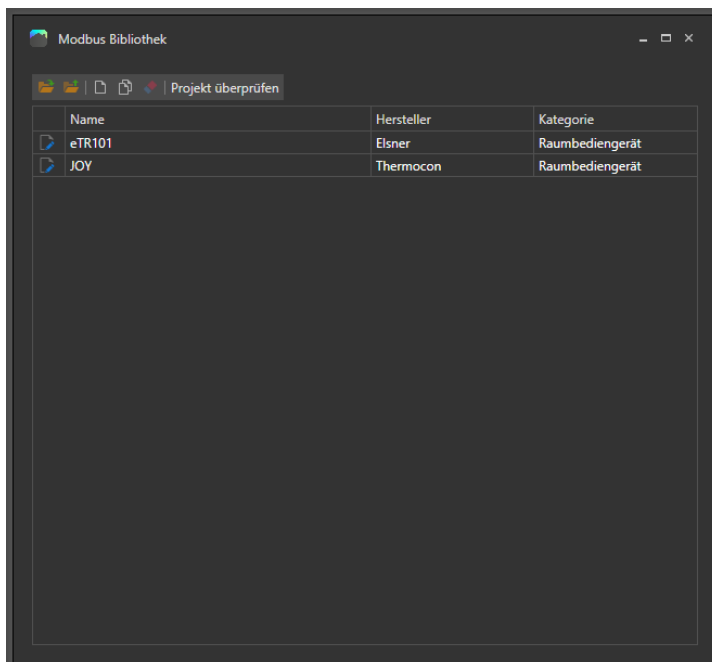 Modbus Bibliothek
Projekt überprüfen
Name Hersteller Kategorie
eTR101 Elsner Raumbediengerät
JOY Thermocon Raumbediengerät